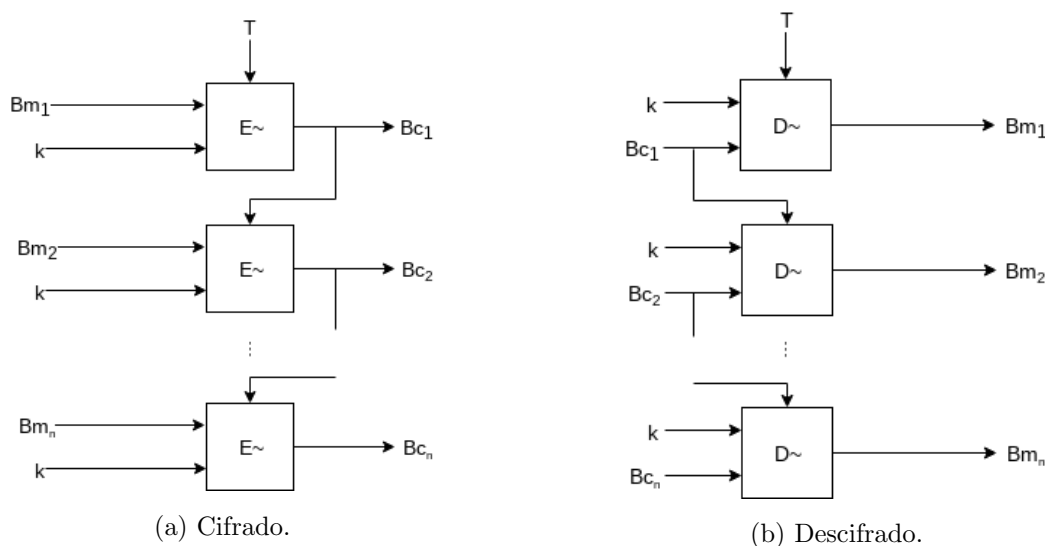 T
Bm₁
k
E~
Bc₁
Bm₂
k
E~
Bc₂
Bmₙ
k
E~
Bcₙ
(a) Cifrado.
T
k
Bc₁
D~
Bm₁
k
Bc₂
D~
Bm₂
k
Bcₙ
D~
Bmₙ
(b) Descifrado.